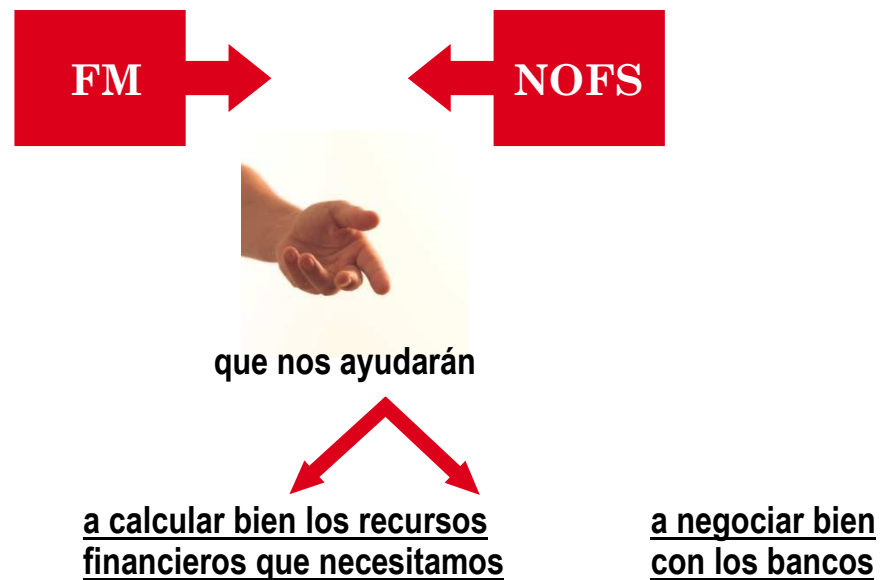 FM
NOFS
que nos ayudarán
a calcular bien los recursos
financieros que necesitamos
a negociar bien
con los bancos